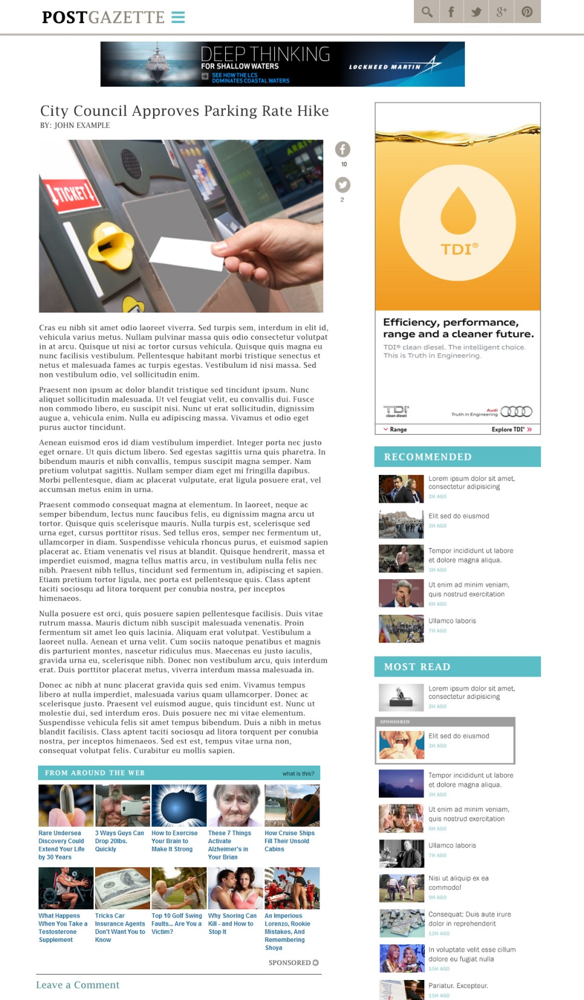 POSTGAZETTE
DEEP THINKING
FOR SHALLOW WATERS
SEE HOW THE LCS
DOMINATES COASTAL WATERS
LOCKHEED MARTIN
City Council Approves Parking Rate Hike
BY: JOHN EXAMPLE
TICKET
10
2
Cras eu nibh sit amet odio laoreet viverra. Sed turpis sem, interdum in elit id,
vehicula varius metus. Nullam pulvinar massa quis odio consectetur volutpat
in at arcu. Quisque ut nisi ac tortor cursus vehicula. Quisque quis magna eu
nunc facilisis vestibulum. Pellentesque habitant morbi tristique senectus et
netus et malesuada fames ac turpis egestas. Vestibulum id nisi massa. Sed
non vestibulum odio, vel sollicitudin enim.
Praesent non ipsum ac dolor blandit tristique sed tincidunt ipsum. Nunc
aliquet sollicitudin malesuada. Ut vel feugiat velit, eu convallis dui. Fusce
non commodo libero, eu suscipit nisi. Nunc ut erat sollicitudin, dignissim
augue a, vehicula enim. Nulla eu adipiscing massa. Vivamus et odio eget
purus auctor tincidunt.
Aenean euismod eros id diam vestibulum imperdiet. Integer porta nec justo
eget ornare. Ut quis dictum libero. Sed egestas sagittis urna quis pharetra. In
bibendum mauris et nibh convallis, tempus suscipit magna semper. Nam
pretium volutpat sagittis. Nullam semper diam eget mi fringilla dapibus.
Morbi pellentesque, diam ac placerat vulputate, erat ligula posuere erat, vel
accumsan metus enim in urna.
Praesent commodo consequat magna at elementum. In laoreet, neque ac
semper bibendum, lectus nunc faucibus felis, eu dignissim magna arcu ut
tortor. Quisque quis scelerisque mauris. Nulla turpis est, scelerisque sed
urna eget, cursus porttitor risus. Sed tellus eros, semper nec fermentum ut,
ullamcorper in diam. Suspendisse vehicula rhoncus purus, et euismod sapien
placerat ac. Etiam venenatis vel risus at blandit. Quisque hendrerit, massa et
imperdiet euismod, magna tellus mattis arcu, in vestibulum nulla felis nec
nibh. Praesent nibh tellus, tincidunt sed fermentum in, adipiscing et sapien.
Etiam pretium tortor ligula, nec porta est pellentesque quis. Class aptent
taciti sociosqu ad litora torquent per conubia nostra, per inceptos
himenaeos.
Nulla posuere est orci, quis posuere sapien pellentesque facilisis. Duis vitae
rutrum massa. Mauris dictum nibh suscipit malesuada venenatis. Proin
fermentum sit amet leo quis lacinia. Aliquam erat volutpat. Vestibulum a
laoreet nulla. Aenean et urna velit. Cum sociis natoque penatibus et magnis
dis parturient montes, nascetur ridiculus mus. Maecenas eu justo iaculis,
gravida urna eu, scelerisque nibh. Donec non vestibulum arcu, quis interdum
erat. Duis porttitor placerat metus, viverra interdum massa malesuada in.
Donec ac nibh at nunc placerat gravida quis sed enim. Vivamus tempus
libero at nulla imperdiet, malesuada varius quam ullamcorper. Donec ac
scelerisque justo. Praesent vel euismod augue, quis tincidunt est. Nunc ut
molestie dui, sed interdum eros. Duis posuere nec mi vitae elementum.
Suspendisse vehicula felis sit amet tempus bibendum. Duis a nibh in metus
blandit facilisis. Class aptent taciti sociosqu ad litora torquent per conubia
nostra, per inceptos himenaeos. Sed est est, tempus vitae urna non,
consequat volutpat felis. Curabitur eu mollis sapien.
FROM AROUND THE WEB
what is this?
Rare Undersea
Discovery Could
Extend Your Life
by 30 Years
3 Ways Guys Can
Drop 20lbs.
Quickly
How to Exercise
Your Brain to
Make It Strong
These 7 Things
Activate
Alzheimer's in
Your Brian
How Cruise Ships
Fill Their Unsold
Cabins
What Happens
When You Take a
Testosterone
Supplement
Tricks Car
Insurance Agents
Don't Want You to
Know
Top 10 Golf Swing
Faults... Are You a
Victim?
Why Snoring Can
Kill - and How to
Stop It
An Imperious
Lorenzo, Rookie
Mistakes, And
Remembering
Shoya
SPONSORED
Leave a Comment
TDI®
Efficiency, performance,
range and a cleaner future.
TDI® clean diesel. The intelligent choice.
This is Truth in Engineering.
TDI
clean diesel
Audi
Truth in Engineering
Range
Explore TDI®
RECOMMENDED
Lorem ipsum dolor sit amet,
consectetur adipisicing
2H AGO
Elit sed do eiusmod
3H AGO
Tempor incididunt ut labore
et dolore magna aliqua.
3H AGO
Ut enim ad minim veniam,
quis nostrud exercitation
6H AGO
Ullamco laboris
7H AGO
MOST READ
Lorem ipsum dolor sit amet,
consectetur adipisicing
2H AGO
SPONSORED
Elit sed do eiusmod
3H AGO
Tempor incididunt ut labore
et dolore magna aliqua.
3H AGO
Ut enim ad minim veniam,
quis nostrud exercitation
6H AGO
Ullamco laboris
7H AGO
Nisi ut aliquip ex ea
commodo!
9H AGO
Consequat: Duis aute irure
dolor in reprehenderit
12H AGO
In voluptate velit esse cillum
dolore eu fugiat nulla
15H AGO
Pariatur. Excepteur.
15H AGO